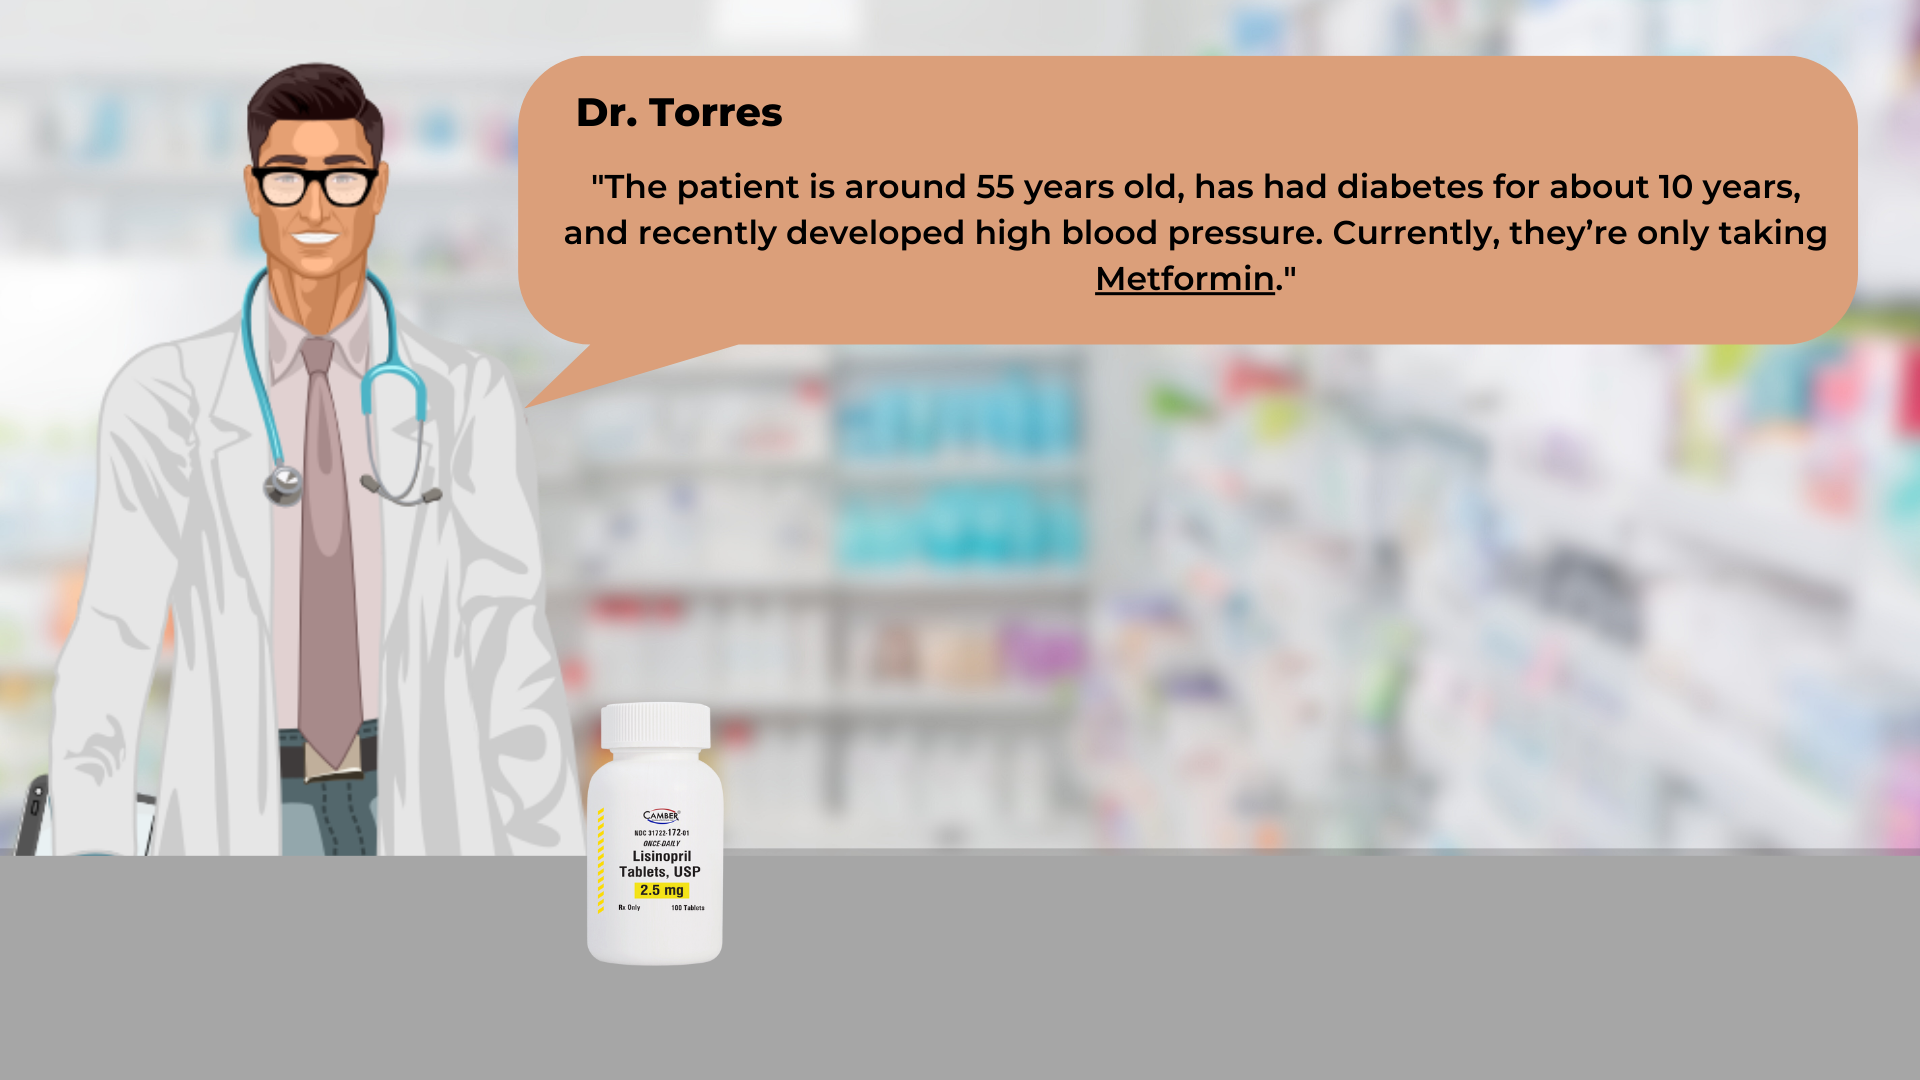 Dr. Torres
"The patient is around 55 years old, has had diabetes for about 10 years,
and recently developed high blood pressure. Currently, they’re only taking
Metformin."
CAMBER
NDC 31722-172-01
ONCE-DAILY
Lisinopril
Tablets, USP
2.5 mg
Rx Only 100 Tablets